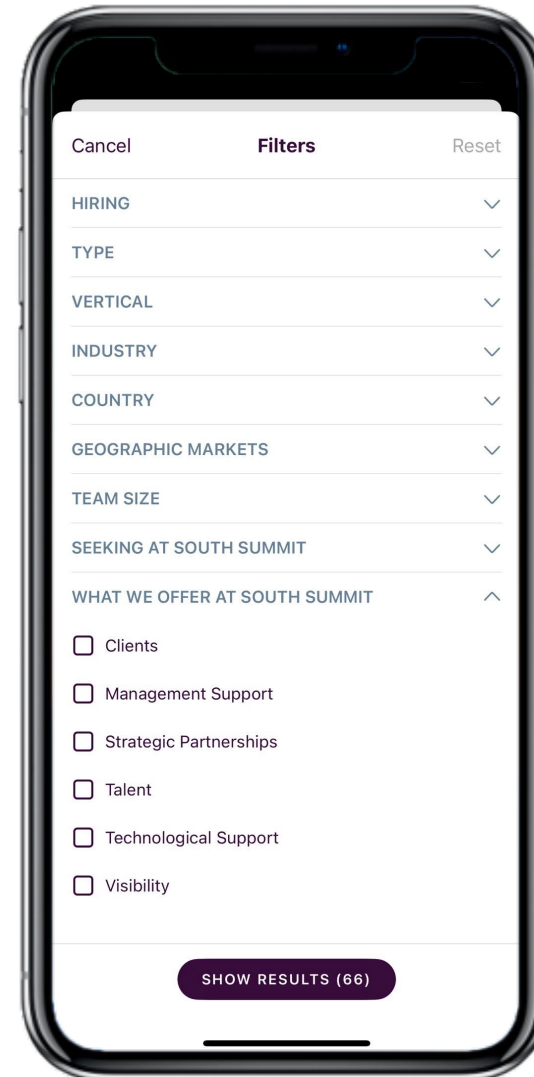 Cancel Filters Reset
HIRING
TYPE
VERTICAL
INDUSTRY
COUNTRY
GEOGRAPHIC MARKETS
TEAM SIZE
SEEKING AT SOUTH SUMMIT
WHAT WE OFFER AT SOUTH SUMMIT
Clients
Management Support
Strategic Partnerships
Talent
Technological Support
Visibility
SHOW RESULTS (66)